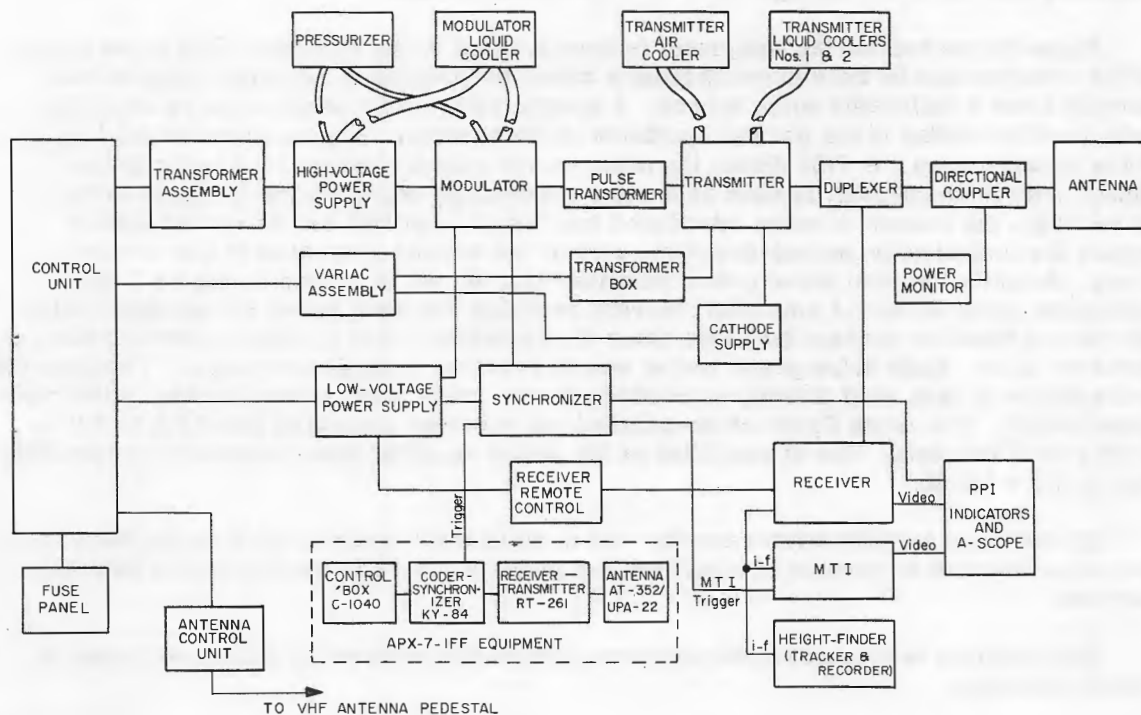 PRESSURIZER
MODULATOR
LIQUID
COOLER
TRANSMITTER
AIR
COOLER
TRANSMITTER
LIQUID COOLERS
Nos. 1 & 2
CONTROL
UNIT
TRANSFORMER
ASSEMBLY
HIGH-VOLTAGE
POWER
SUPPLY
MODULATOR
PULSE
TRANSFORMER
TRANSMITTER
DUPLEXER
DIRECTIONAL
COUPLER
ANTENNA
VARIAC
ASSEMBLY
TRANSFORMER
BOX
POWER
MONITOR
CATHODE
SUPPLY
LOW-VOLTAGE
POWER SUPPLY
SYNCHRONIZER
RECEIVER
REMOTE
CONTROL
RECEIVER
Video
PPI
INDICATORS
AND
A-SCOPE
Trigger
i-f
Video
MTI
MTI
Trigger
i-f
HEIGHT-FINDER
(TRACKER &
RECORDER)
FUSE
PANEL
ANTENNA
CONTROL
UNIT
CONTROL
BOX
C-1040
CODER-
SYNCHRO-
NIZER
KY-84
RECEIVER-
TRANSMITTER
RT-261
ANTENNA
AT-352/
UPA-22
APX-7-IFF EQUIPMENT
TO VHF ANTENNA PEDESTAL